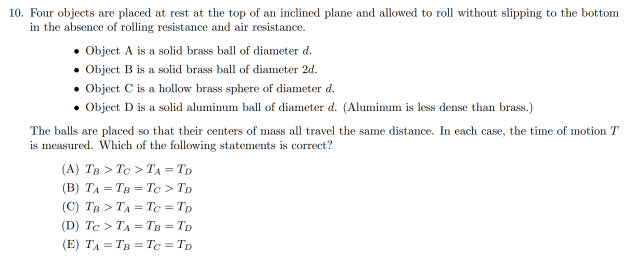 10. Four objects are placed at rest at the top of an inclined plane and allowed to roll without slipping to the bottom
in the absence of rolling resistance and air resistance.
• Object A is a solid brass ball of diameter d.
• Object B is a solid brass ball of diameter 2d.
• Object C is a hollow brass sphere of diameter d.
• Object D is a solid aluminum ball of diameter d. (Aluminum is less dense than brass.)
The balls are placed so that their centers of mass all travel the same distance. In each case, the time of motion T
is measured. Which of the following statements is correct?
(A) T_B > T_C > T_A = T_D
(B) T_A = T_B = T_C > T_D
(C) T_B > T_A = T_C = T_D
(D) T_C > T_A = T_B = T_D
(E) T_A = T_B = T_C = T_D